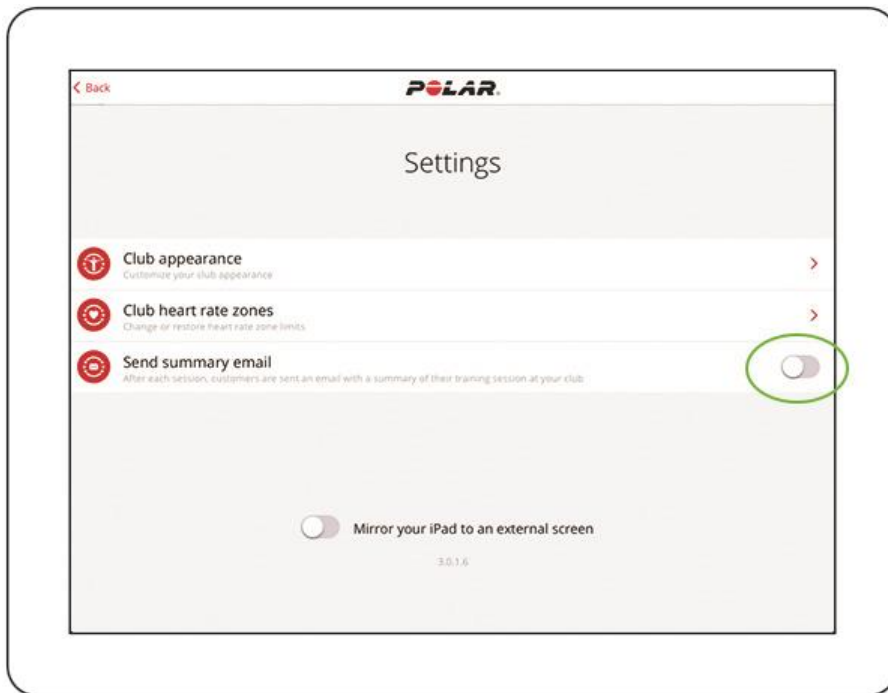 Back
POLAR.
Settings
Club appearance
Customize your club appearance
Club heart rate zones
Change or restore heart rate zone limits
Send summary email
After each session, customers are sent an email with a summary of their training session at your club
Mirror your iPad to an external screen
3.0.1.6